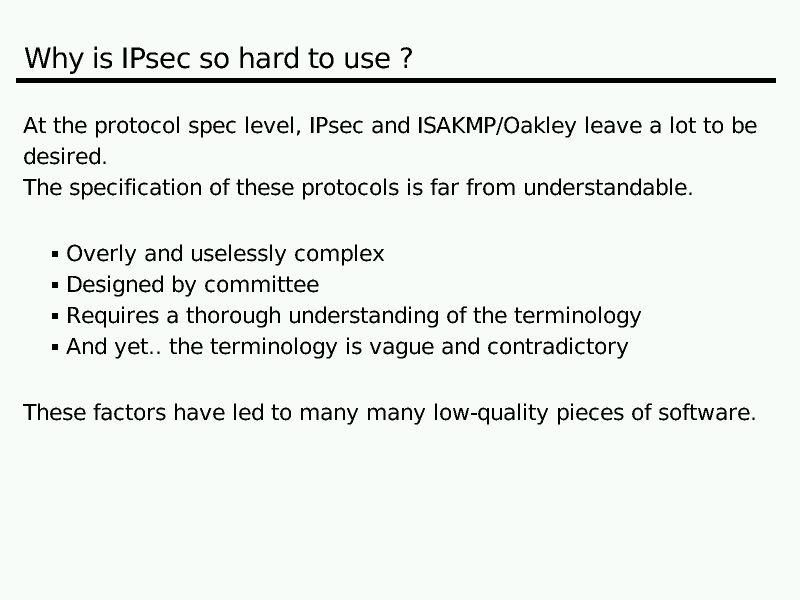 Why is IPsec so hard to use ?
At the protocol spec level, IPsec and ISAKMP/Oakley leave a lot to be
desired.
The specification of these protocols is far from understandable.
▪ Overly and uselessly complex
▪ Designed by committee
▪ Requires a thorough understanding of the terminology
▪ And yet.. the terminology is vague and contradictory
These factors have led to many many low-quality pieces of software.